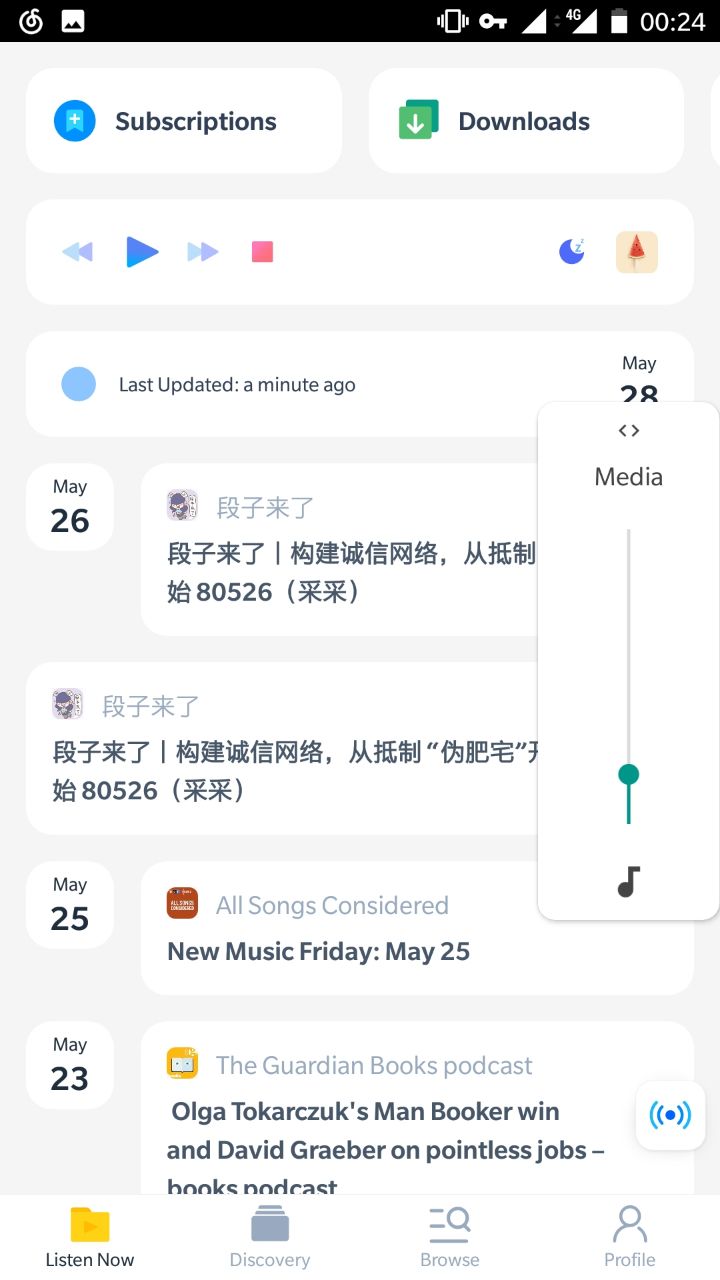 4G 00:24
Subscriptions
Downloads
Last Updated: a minute ago
May
28
Media
May
26
段子来了
段子来了丨构建诚信网络，从抵制
始 80526（采采）
段子来了
段子来了丨构建诚信网络，从抵制“伪肥宅”开
始 80526（采采）
May
25
All Songs Considered
New Music Friday: May 25
May
23
The Guardian Books podcast
Olga Tokarczuk's Man Booker win
and David Graeber on pointless jobs –
books podcast
Listen Now
Discovery
Browse
Profile